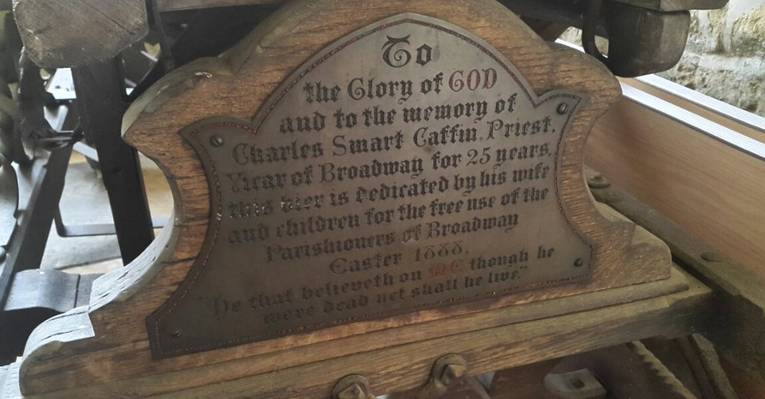 To
the Glory of GOD
and to the memory of
Charles Smart Caffin, Priest.
Vicar of Broadway for 25 years,
this bier is dedicated by his wife
and children for the free use of the
Parishioners of Broadway
Easter 1888.
"He that believeth on ME though he
were dead yet shall he live"